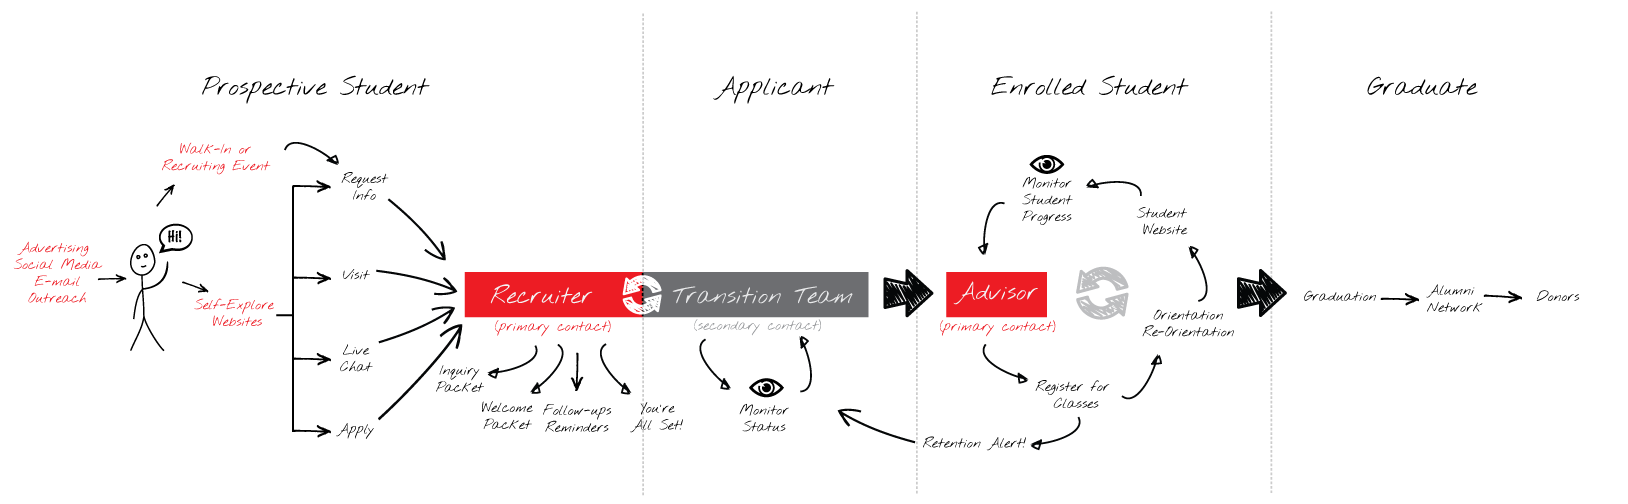 Prospective Student
Applicant
Enrolled Student
Graduate
Walk-In or
Recruiting Event
Advertising
Social Media
E-mail
Outreach
Hi!
Self-Explore
Websites
Request
Info
Visit
Live
Chat
Apply
Recruiter
(primary contact)
Transition Team
(secondary contact)
Inquiry
Packet
Welcome
Packet
Follow-ups
Reminders
You're
All Set!
Monitor
Status
Advisor
(primary contact)
Monitor
Student
Progress
Student
Website
Orientation
Re-Orientation
Register for
Classes
Retention Alert!
Graduation
Alumni
Network
Donors